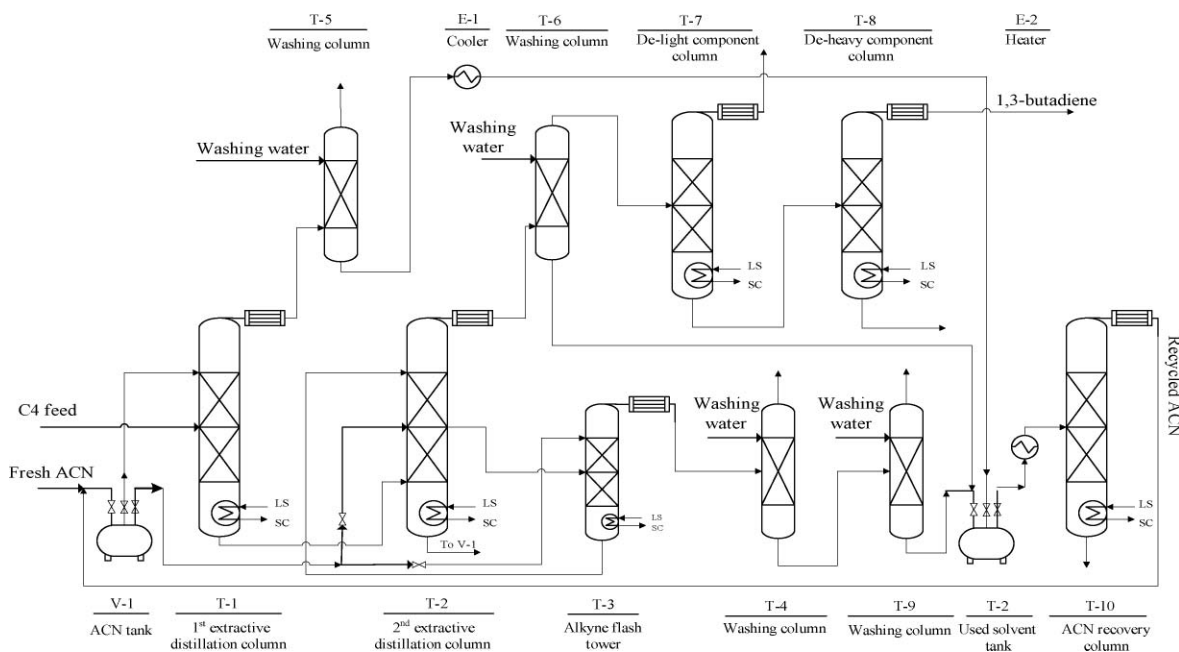 T-5
Washing column
E-1
Cooler
T-6
Washing column
T-7
De-light component
column
T-8
De-heavy component
column
E-2
Heater
1,3-butadiene
Washing water
Washing
water
LS
SC
LS
SC
Recycled ACN
C4 feed
Fresh ACN
Washing
water
Washing
water
LS
SC
LS
SC
LS
SC
LS
SC
To V-1
V-1
ACN tank
T-1
1st extractive
distillation column
T-2
2nd extractive
distillation column
T-3
Alkyne flash
tower
T-4
Washing column
T-9
Washing column
T-2
Used solvent
tank
T-10
ACN recovery
column